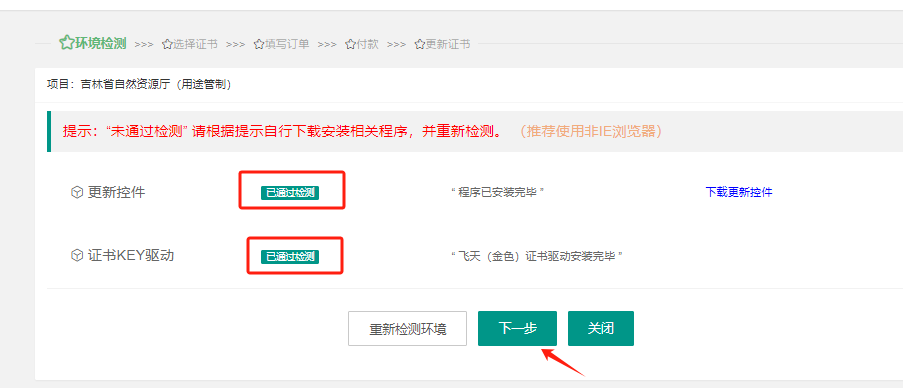 环境检测 >>> 选择证书 >>> 填写订单 >>> 付款 >>> 更新证书
项目：吉林省自然资源厅（用途管制）
提示：“未通过检测” 请根据提示自行下载安装相关程序，并重新检测。 （推荐使用非IE浏览器）
更新控件 已通过检测 “ 程序已安装完毕 ” 下载更新控件
证书KEY驱动 已通过检测 “ 飞天（金色）证书驱动安装完毕 ”
重新检测环境 下一步 关闭